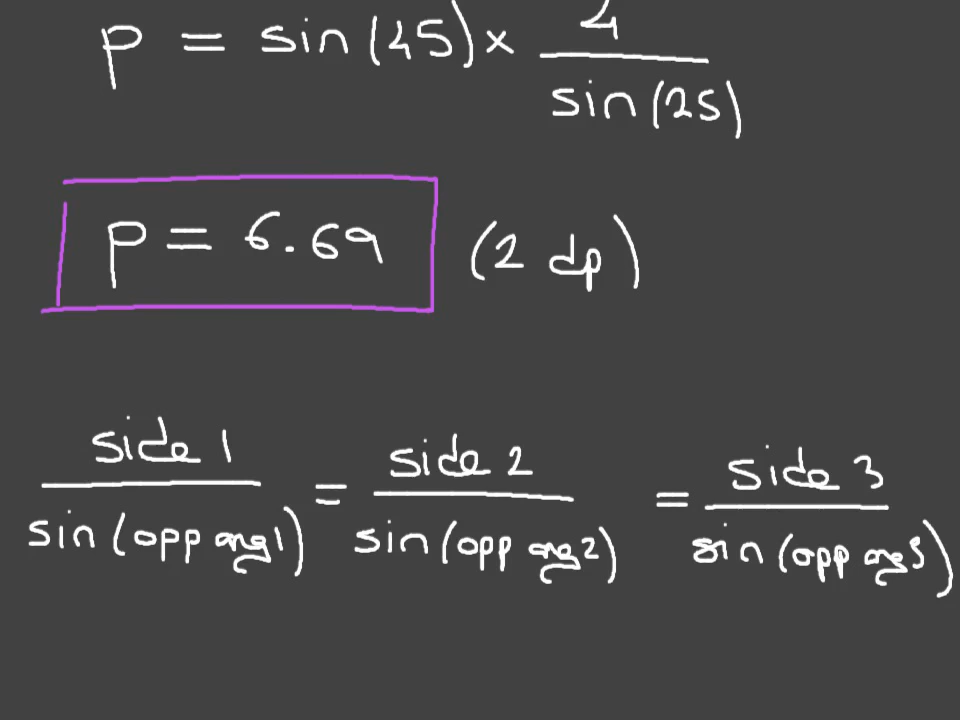 p = sin(45) × 4 / sin(25)
p = 6.69 (2 dp)
side 1 / sin(opp ang1) = side 2 / sin(opp ang2) = side 3 / sin(opp ang3)